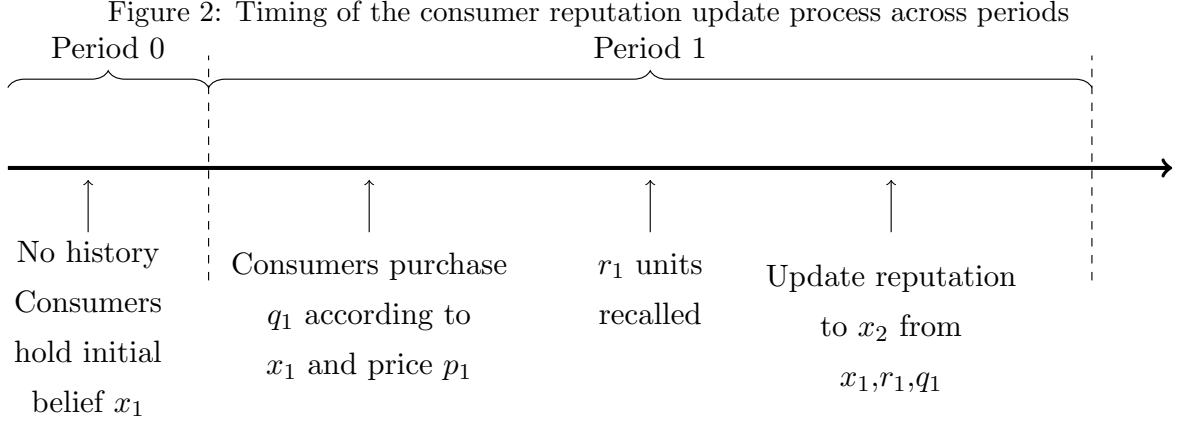 Figure 2: Timing of the consumer reputation update process across periods
Period 0
Period 1
No history
Consumers
hold initial
belief x₁
Consumers purchase
q₁ according to
x₁ and price p₁
r₁ units
recalled
Update reputation
to x₂ from
x₁,r₁,q₁